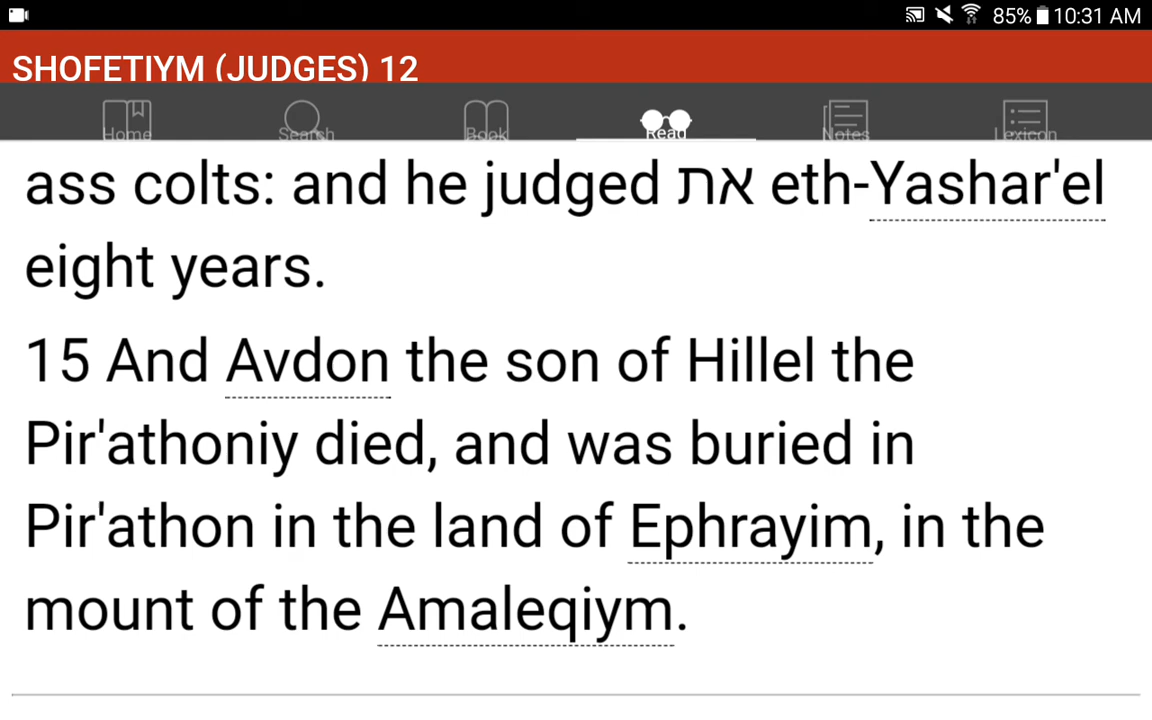 85% 10:31 AM
SHOFETIYM (JUDGES) 12
Home Search Book Read Notes Lexicon
ass colts: and he judged את eth-Yashar'el
eight years.
15 And Avdon the son of Hillel the
Pir'athoniy died, and was buried in
Pir'athon in the land of Ephrayim, in the
mount of the Amaleqiym.